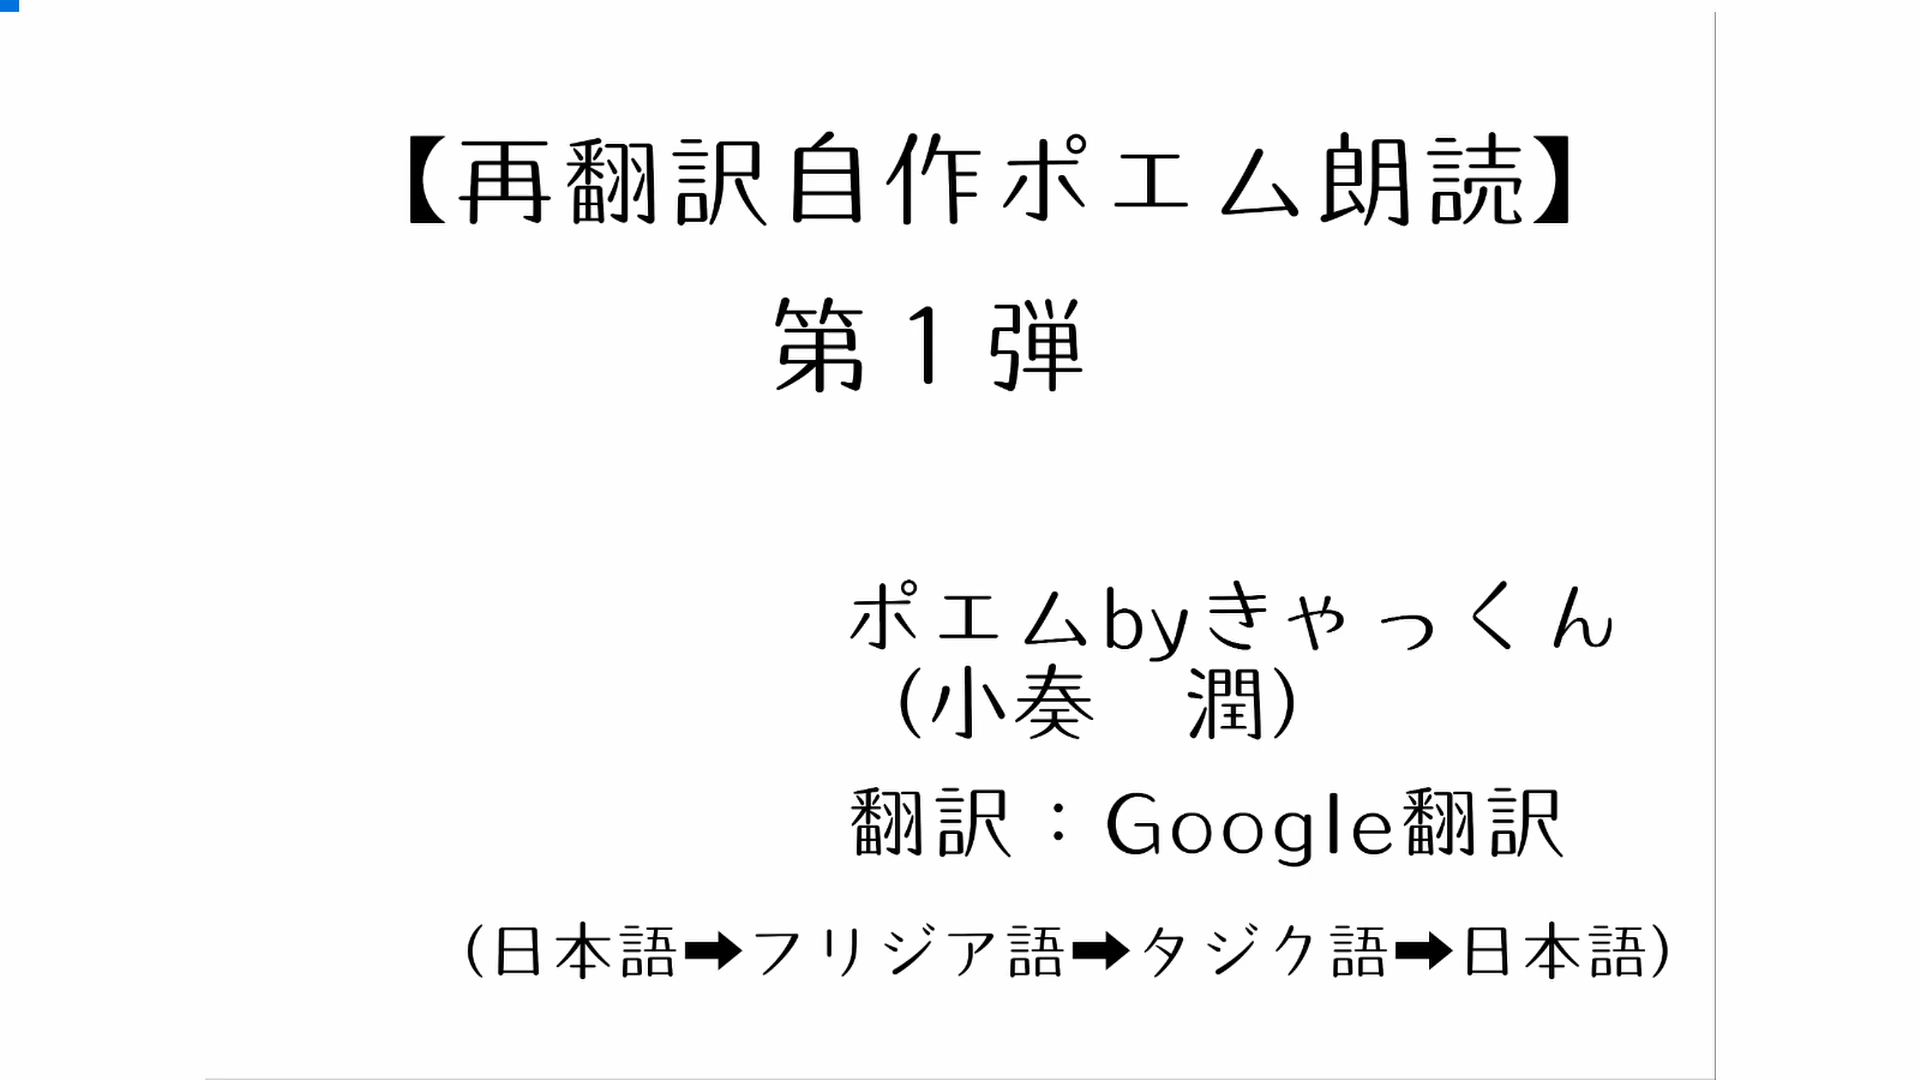 【再翻訳自作ポエム朗読】
第1弾
ポエムbyきゃっくん
(小奏　潤)
翻訳：Google翻訳
(日本語➡フリジア語➡タジク語➡日本語)